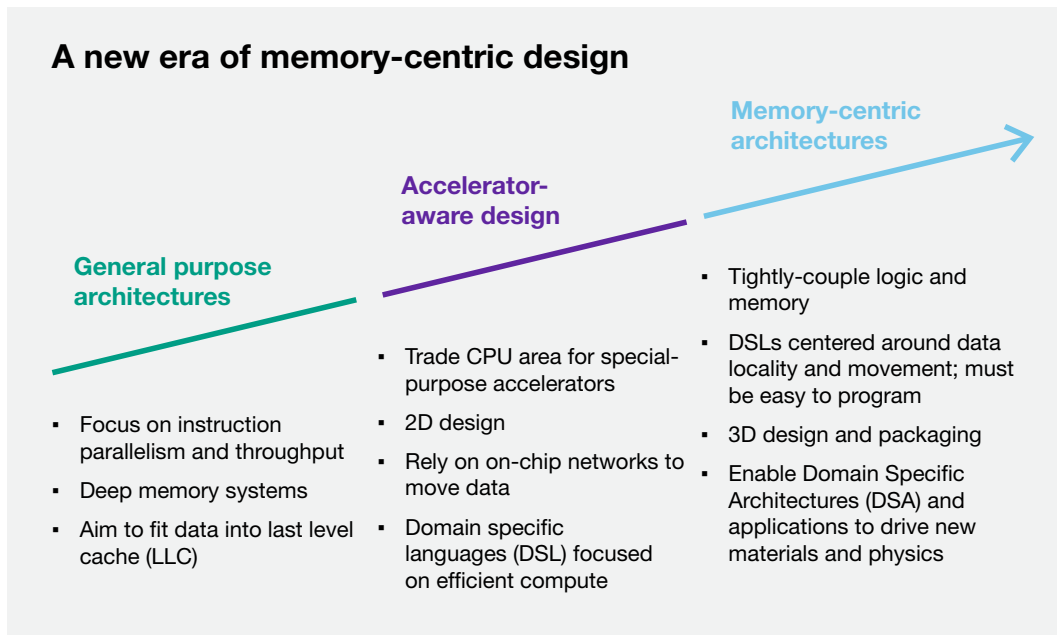 A new era of memory-centric design
General purpose
architectures
▪ Focus on instruction
parallelism and throughput
▪ Deep memory systems
▪ Aim to fit data into last level
cache (LLC)
Accelerator-
aware design
▪ Trade CPU area for special-
purpose accelerators
▪ 2D design
▪ Rely on on-chip networks to
move data
▪ Domain specific
languages (DSL) focused
on efficient compute
Memory-centric
architectures
▪ Tightly-couple logic and
memory
▪ DSLs centered around data
locality and movement; must
be easy to program
▪ 3D design and packaging
▪ Enable Domain Specific
Architectures (DSA) and
applications to drive new
materials and physics